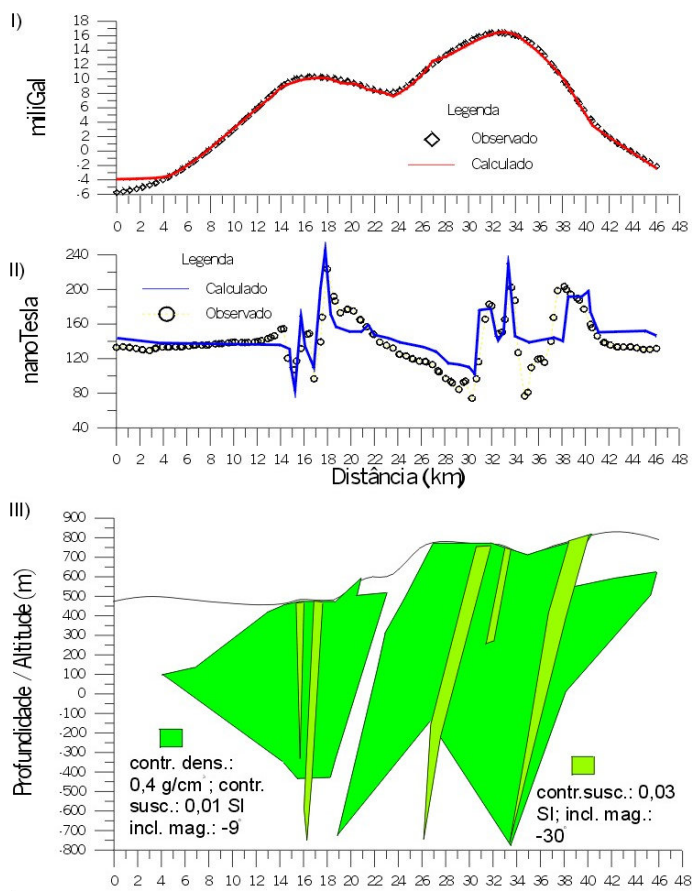 I)
18
16
14
12
10
8
6
4
2
0
-2
-4
-6
miliGal
Legenda
Observado
Calculado
0 2 4 6 8 10 12 14 16 18 20 22 24 26 28 30 32 34 36 38 40 42 44 46 48
II)
240
200
160
120
80
40
nanoTesla
Legenda
Calculado
Observado
0 2 4 6 8 10 12 14 16 18 20 22 24 26 28 30 32 34 36 38 40 42 44 46 48
Distância (km)
III)
900
800
700
600
500
400
300
200
100
0
-100
-200
-300
-400
-500
-600
-700
-800
Profundidade / Altitude (m)
contr. dens.:
0,4 g/cm³; contr.
susc.: 0,01 SI
incl. mag.: -9°
contr.susc.: 0,03
SI; incl. mag.:
-30°
0 2 4 6 8 10 12 14 16 18 20 22 24 26 28 30 32 34 36 38 40 42 44 46 48